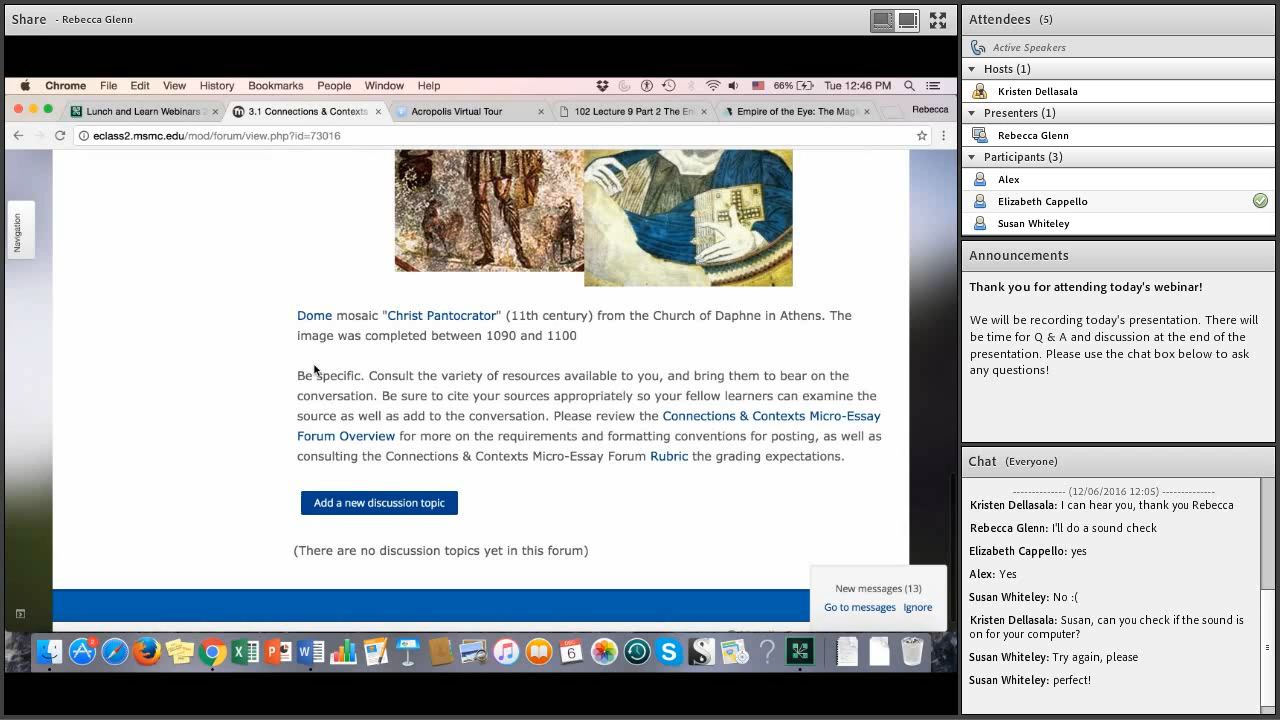 Share - Rebecca Glenn
Chrome File Edit View History Bookmarks People Window Help 66% Tue 12:46 PM
Lunch and Learn Webinars 3.1 Connections & Contexts Acropolis Virtual Tour 102 Lecture 9 Part 2 The En Empire of the Eye: The Mag Rebecca
eclass2.msmc.edu/mod/forum/view.php?id=73016
Navigation
Dome mosaic "Christ Pantocrator" (11th century) from the Church of Daphne in Athens. The
image was completed between 1090 and 1100
Be specific. Consult the variety of resources available to you, and bring them to bear on the
conversation. Be sure to cite your sources appropriately so your fellow learners can examine the
source as well as add to the conversation. Please review the Connections & Contexts Micro-Essay
Forum Overview for more on the requirements and formatting conventions for posting, as well as
consulting the Connections & Contexts Micro-Essay Forum Rubric the grading expectations.
Add a new discussion topic
(There are no discussion topics yet in this forum)
New messages (13)
Go to messages Ignore
Attendees (5)
Active Speakers
Hosts (1)
Kristen Dellasala
Presenters (1)
Rebecca Glenn
Participants (3)
Alex
Elizabeth Cappello
Susan Whiteley
Announcements
Thank you for attending today's webinar!
We will be recording today's presentation. There will
be time for Q & A and discussion at the end of the
presentation. Please use the chat box below to ask
any questions!
Chat (Everyone)
-------------- (12/06/2016 12:05) --------------
Kristen Dellasala: I can hear you, thank you Rebecca
Rebecca Glenn: I'll do a sound check
Elizabeth Cappello: yes
Alex: Yes
Susan Whiteley: No :(
Kristen Dellasala: Susan, can you check if the sound is
on for your computer?
Susan Whiteley: Try again, please
Susan Whiteley: perfect!